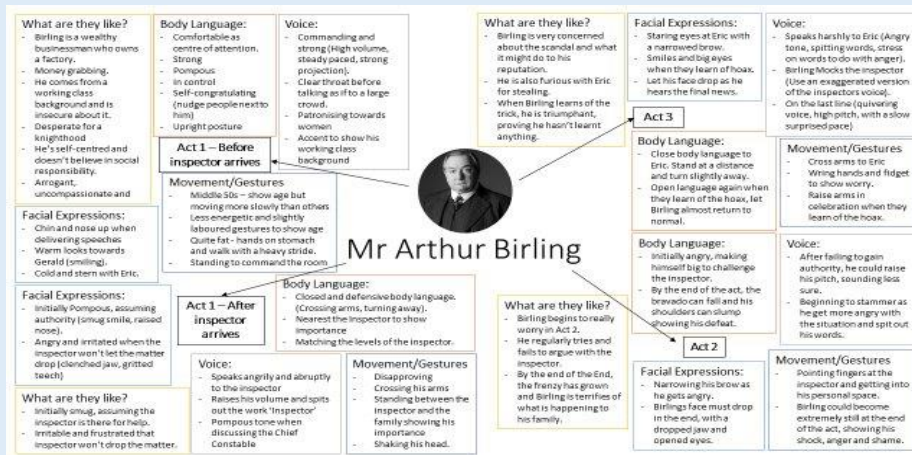 What are they like?
- Birling is a wealthy
businessman who owns
a factory.
- Money grabbing.
- He comes from a
working class
background and is
insecure about it.
- Desperate for a
knighthood
- He's self-centred and
doesn't believe in social
responsibility.
- Arrogant,
uncompassionate and
Body Language:
- Comfortable as
centre of attention.
- Strong
- Pompous
- in control
- Self-congratulating
(nudge people next to
him)
- Upright posture
Voice:
- Commanding and
strong (High volume,
steady paced, strong
projection).
- Clear throat before
talking as if to a large
crowd.
- Patronising towards
women
- Accent to show his
working class
background
Act 1 – Before
inspector arrives
Movement/Gestures
- Middle 50s – show age but
moving more slowly than others
- Less energetic and slightly
laboured gestures to show age
- Quite fat - hands on stomach
and walk with a heavy stride.
- Standing to command the room
Facial Expressions:
- Chin and nose up when
delivering speeches
- Warm looks towards
Gerald (smiling).
- Cold and stern with Eric.
Mr Arthur Birling
Facial Expressions:
- Initially Pompous, assuming
authority (smug smile, raised
nose).
- Angry and irritated when the
inspector won't let the matter
drop (clenched jaw, gritted
teech)
Act 1 – After
inspector
arrives
Body Language:
- Closed and defensive body language.
(Crossing arms, turning away).
- Nearest the Inspector to show
importance
- Matching the levels of the inspector.
Voice:
- Speaks angrily and abruptly
to the inspector
- Raises his volume and spits
out the work 'Inspector'
- Pompous tone when
discussing the Chief
Constable
Movement/Gestures
- Disapproving
- Crossing his arms
- Standing between the
inspector and the
family showing his
importance
- Shaking his head.
What are they like?
- Initially smug, assuming the
inspector is there for help.
- Irritable and frustrated that
inspector won't drop the matter.
What are they like?
- Birling is very concerned
about the scandal and what
it might do to his
reputation.
- He is also furious with Eric
for stealing.
- When Birling learns of the
trick, he is triumphant,
proving he hasn't learnt
anything.
Facial Expressions:
- Staring eyes at Eric with
a narrowed brow.
- Smiles and big eyes
when they learn of hoax.
- Let his face drop as he
hears the final news.
Voice:
- Speaks harshly to Eric (Angry
tone, spitting words, stress
on words to do with anger).
- Birling Mocks the inspector
(Use an exaggerated version
of the inspectors voice).
- On the last line (quivering
voice, high pitch, with a slow
surprised pace)
Act 3
Body Language:
- Close body language to
Eric. Stand at a distance
and turn slightly away.
- Open language again when
they learn of the hoax, let
Birling almost return to
normal.
Movement/Gestures
- Cross arms to Eric
- Wring hands and fidget
to show worry.
- Raise arms in
celebration when they
learn of the hoax.
Body Language:
- Initially angry, making
himself big to challenge the
inspector.
- By the end of the act, the
bravado can fall and his
shoulders can slump
showing his defeat.
Voice:
- After failing to gain
authority, he could raise
his pitch, sounding less
sure.
- Beginning to stammer as
he get more angry with
the situation and spit out
his words.
What are they like?
- Birling begins to really
worry in Act 2.
- He regularly tries and
fails to argue with the
inspector.
- By the end of the End,
the frenzy has grown
and Birling is terrifies of
what is happening to
his family.
Act 2
Facial Expressions:
- Narrowing his brow as
he gets angry.
- Birlings face must drop
in the end, with a
dropped jaw and
opened eyes.
Movement/Gestures
- Pointing fingers at the
inspector and getting into
his personal space.
- Birling could become
extremely still at the end
of the act, showing his
shock, anger and shame.